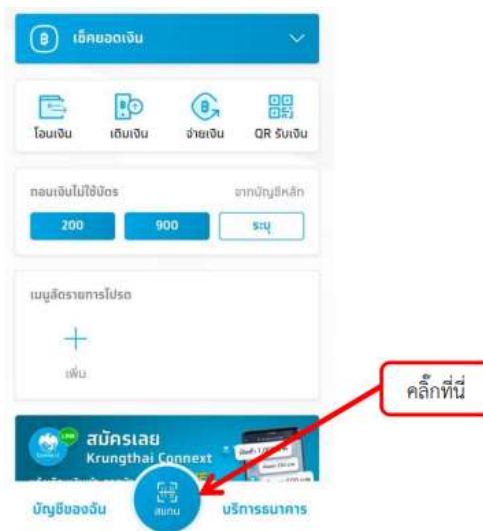 เช็คยอดเงิน
โอนเงิน เติมเงิน จ่ายเงิน QR รับเงิน
ถอนเงินไม่ใช้บัตร จากบัญชีหลัก
200 900 ระบุ
เมนูลัดรายการโปรด
เพิ่ม
คลิ๊กที่นี่
สมัครเลย
Krungthai Connext
บัญชีของฉัน สแกน บริการธนาคาร